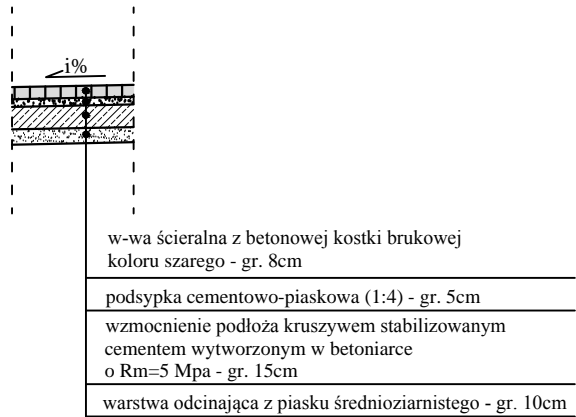 i%
w-wa ścieralna z betonowej kostki brukowej
koloru szarego - gr. 8cm
podsypka cementowo-piaskowa (1:4) - gr. 5cm
wzmocnienie podłoża kruszywem stabilizowanym
cementem wytworzonym w betoniarce
o Rm=5 Mpa - gr. 15cm
warstwa odcinająca z piasku średnioziarnistego - gr. 10cm